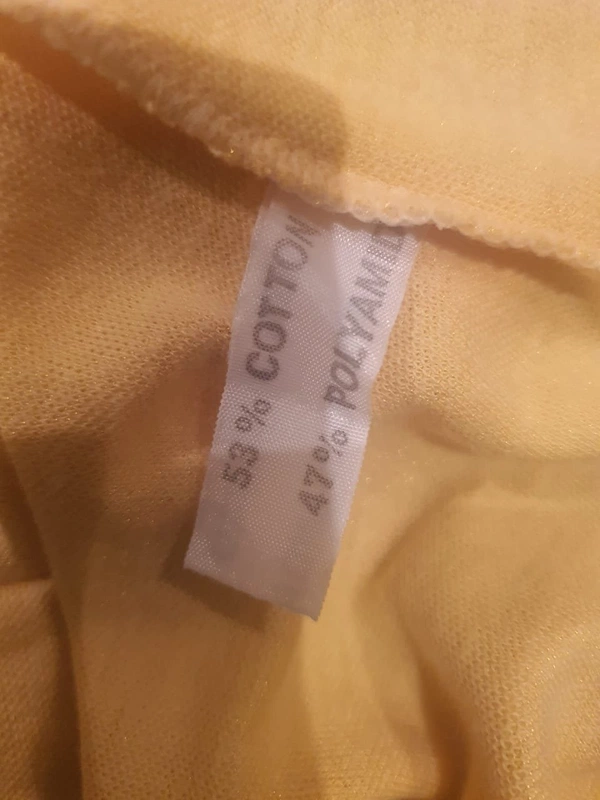 53 % COTTON
47% POLYAMID